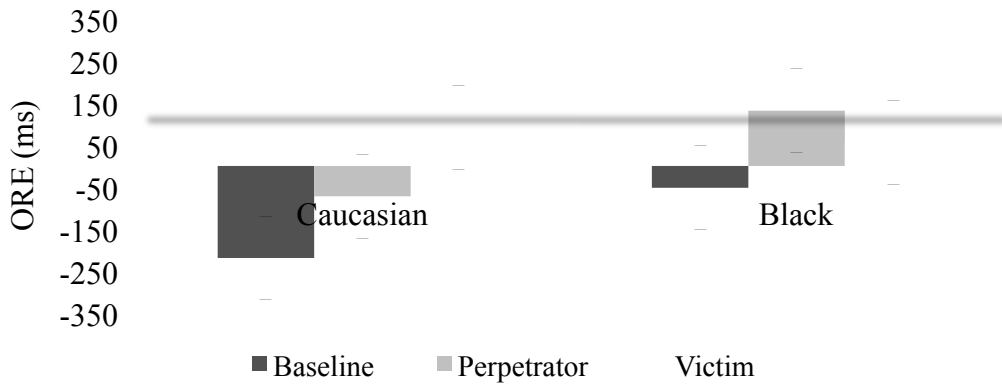 350
250
150
50
-50
-150
-250
-350
ORE (ms)
Caucasian
Black
Baseline
Perpetrator
Victim